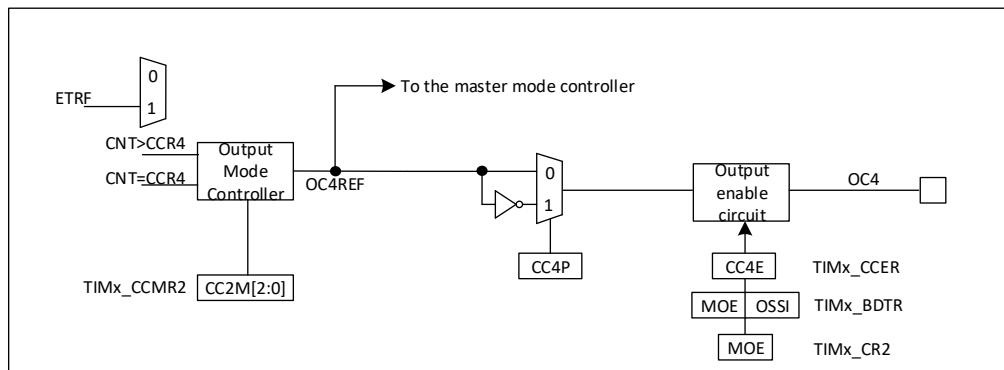 0
ETRF
1
To the master mode controller
CNT>CCR4
CNT=CCR4
Output
Mode
Controller
OC4REF
0
1
Output
enable
circuit
OC4
CC4P
CC4E
TIMx_CCER
TIMx_CCMR2
CC2M[2:0]
MOE
OSSI
TIMx_BDTR
MOE
TIMx_CR2